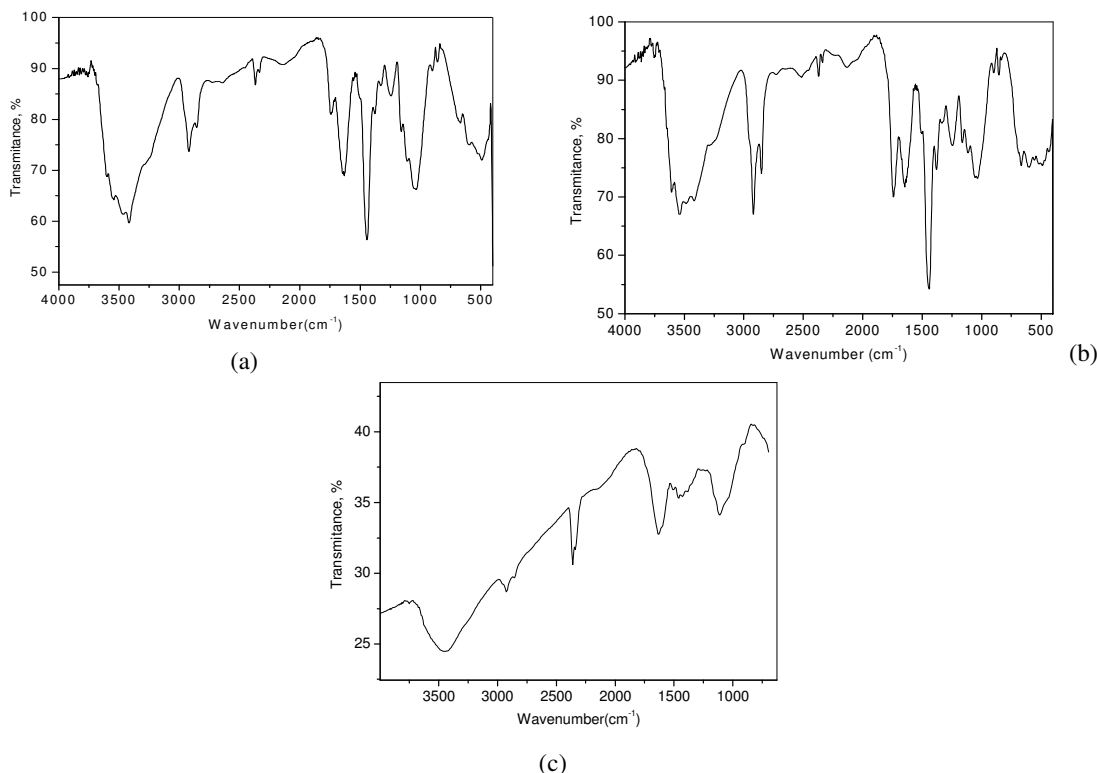 100
90
80
70
60
50
Transmitance, %
4000 3500 3000 2500 2000 1500 1000 500
Wavenumber(cm-1)
(a)
100
90
80
70
60
50
Transmitance, %
4000 3500 3000 2500 2000 1500 1000 500
Wavenumber (cm-1)
(b)
40
35
30
25
Transmitance, %
3500 3000 2500 2000 1500 1000
Wavenumber(cm-1)
(c)